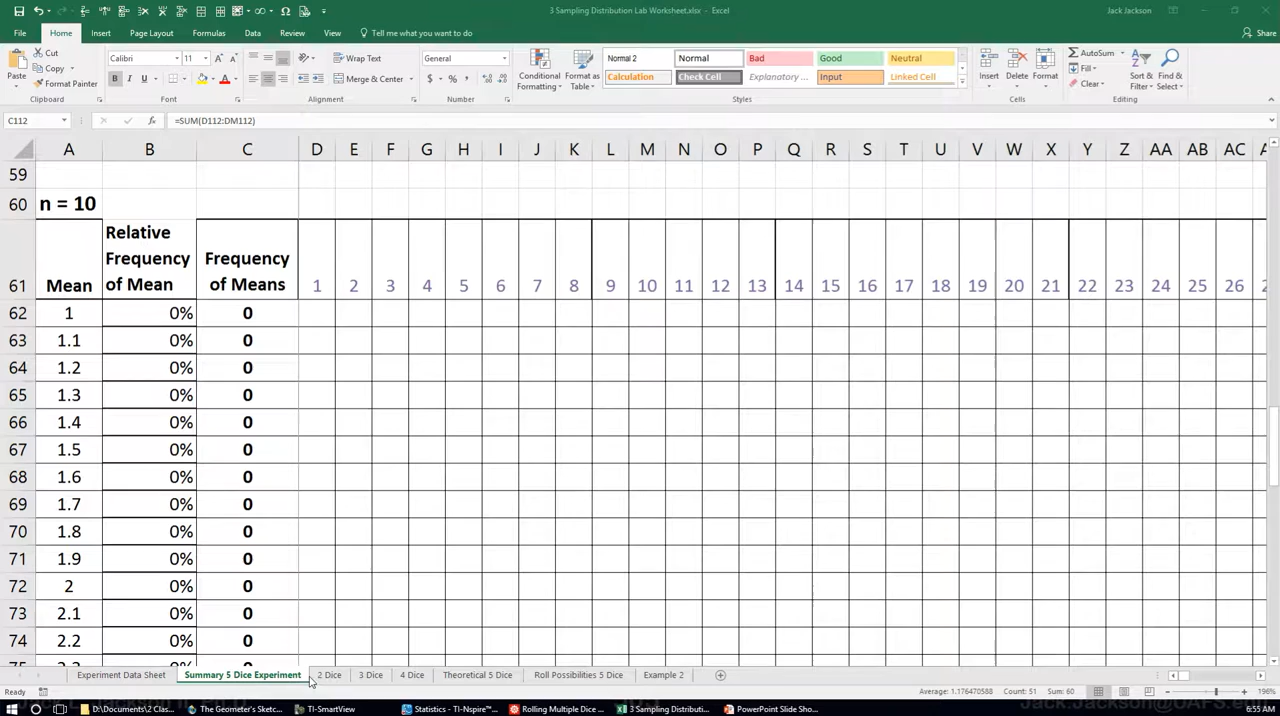 3 Sampling Distribution Lab Worksheet.xlsx - Excel
Jack Jackson
File Home Insert Page Layout Formulas Data Review View Tell me what you want to do
Share
Paste
Cut
Copy
Format Painter
Clipboard
Calibri 11
B I U
Font
Wrap Text
Merge & Center
Alignment
General
$ % ,
Number
Conditional Formatting
Format as Table
Normal 2 Normal Bad Good Neutral
Calculation Check Cell Explanatory ... Input Linked Cell
Styles
Insert Delete Format
Cells
AutoSum
Fill
Clear
Sort & Filter
Find & Select
Editing
C112 fx =SUM(D112:DM112)
A B C D E F G H I J K L M N O P Q R S T U V W X Y Z AA AB AC
59
60 n = 10
61 Mean Relative Frequency of Mean Frequency of Means 1 2 3 4 5 6 7 8 9 10 11 12 13 14 15 16 17 18 19 20 21 22 23 24 25 26
62 1 0% 0
63 1.1 0% 0
64 1.2 0% 0
65 1.3 0% 0
66 1.4 0% 0
67 1.5 0% 0
68 1.6 0% 0
69 1.7 0% 0
70 1.8 0% 0
71 1.9 0% 0
72 2 0% 0
73 2.1 0% 0
74 2.2 0% 0
Experiment Data Sheet Summary 5 Dice Experiment 2 Dice 3 Dice 4 Dice Theoretical 5 Dice Roll Possibilities 5 Dice Example 2
Ready
Average: 1.176470588 Count: 51 Sum: 60
196%
D:\Documents\2 Clas... The Geometer's Sketc... TI-SmartView Statistics - TI-Nspire™... Rolling Multiple Dice ... 3 Sampling Distributi... PowerPoint Slide Sho...
6:55 AM